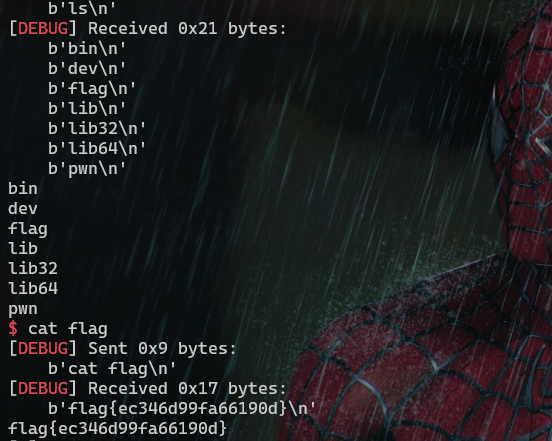 b'ls\n'
[DEBUG] Received 0x21 bytes:
b'bin\n'
b'dev\n'
b'flag\n'
b'lib\n'
b'lib32\n'
b'lib64\n'
b'pwn\n'
bin
dev
flag
lib
lib32
lib64
pwn
$ cat flag
[DEBUG] Sent 0x9 bytes:
b'cat flag\n'
[DEBUG] Received 0x17 bytes:
b'flag{ec346d99fa66190d}\n'
flag{ec346d99fa66190d}